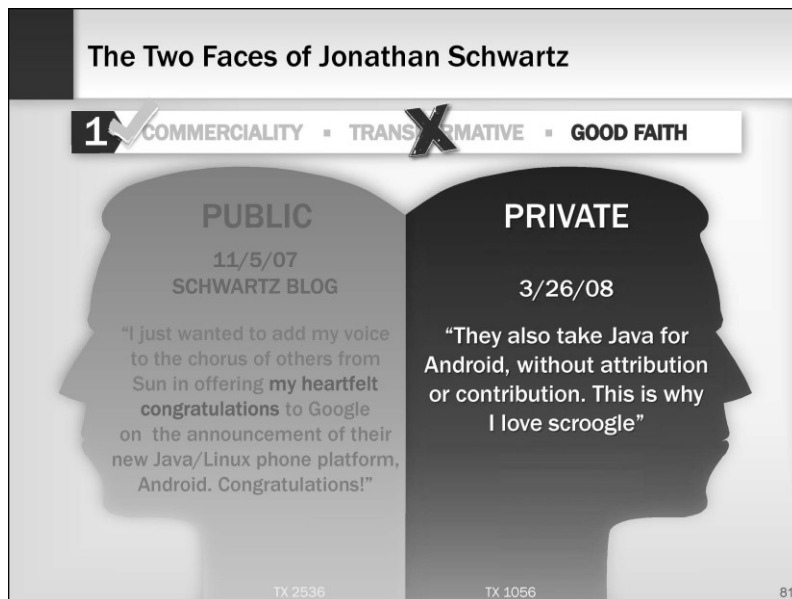 The Two Faces of Jonathan Schwartz
1 COMMERCIALITY ▪ TRANSFORMATIVE ▪ GOOD FAITH
PUBLIC
11/5/07
SCHWARTZ BLOG
“I just wanted to add my voice
to the chorus of others from
Sun in offering my heartfelt
congratulations to Google
on the announcement of their
new Java/Linux phone platform,
Android. Congratulations!”
TX 2536
PRIVATE
3/26/08
“They also take Java for
Android, without attribution
or contribution. This is why
I love scroogle”
TX 1056
81